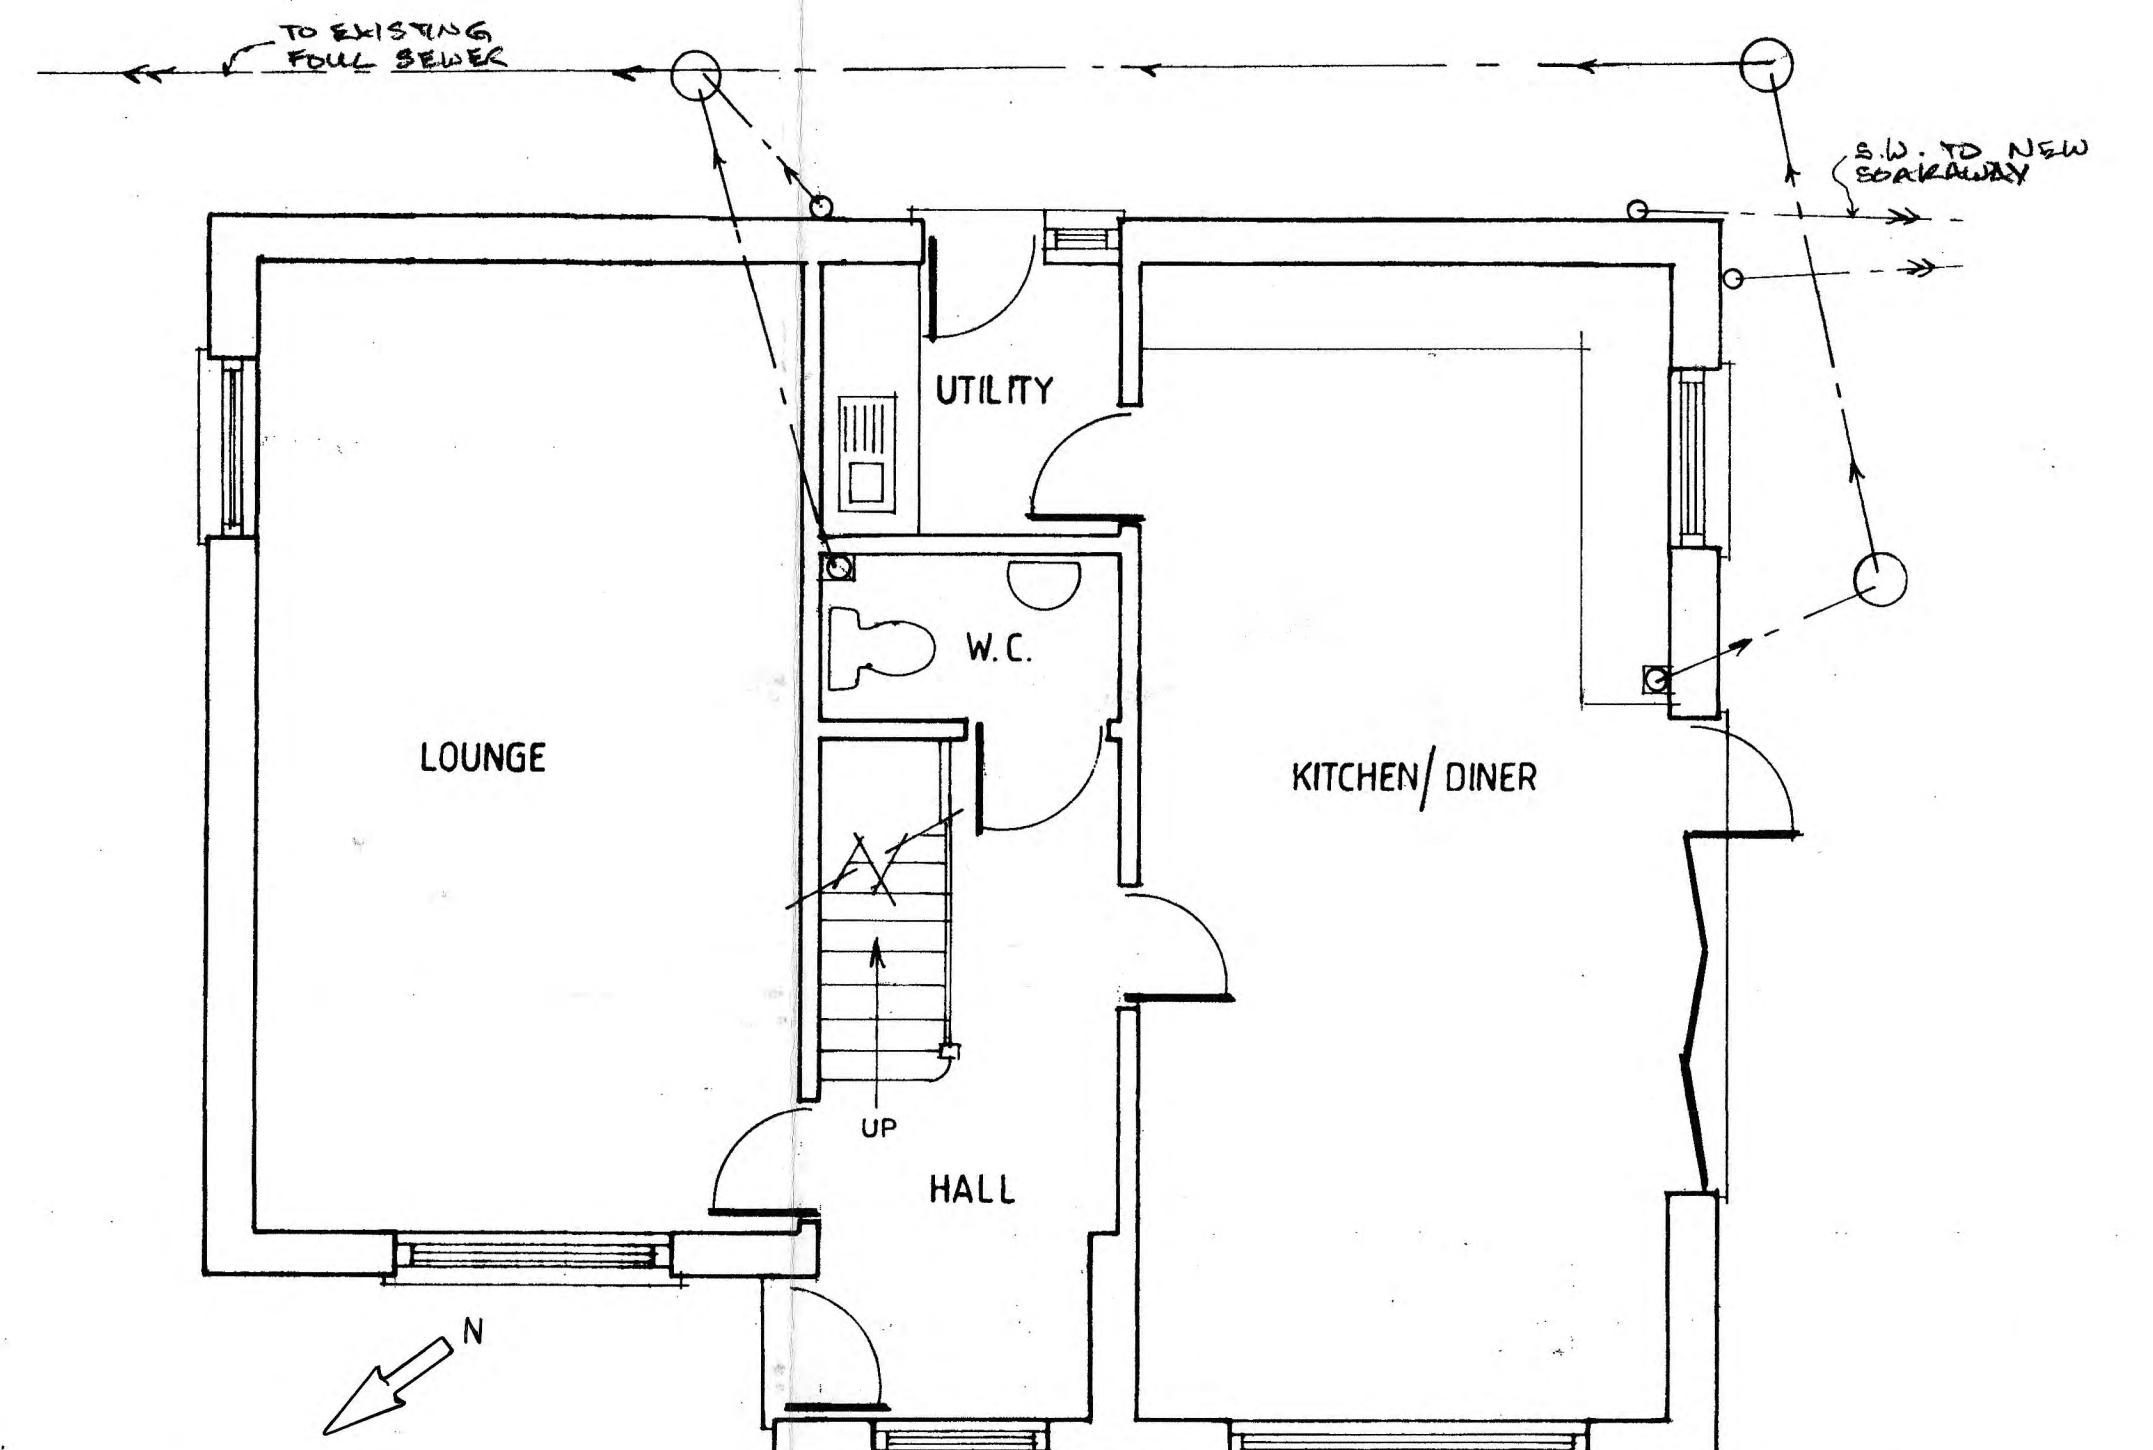 TO EXISTING
FOUL SEWER
S.W. TO NEW
SOAKAWAY
UTILITY
W.C.
LOUNGE
KITCHEN/DINER
UP
HALL
N